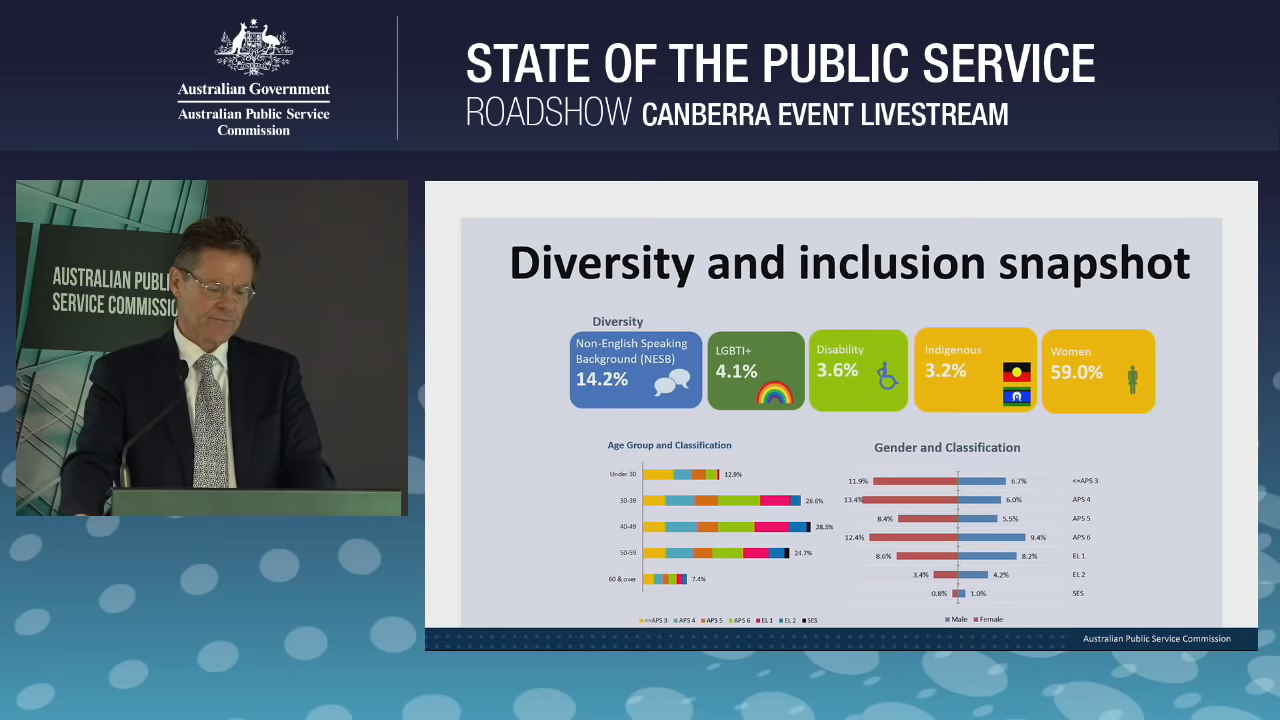 Australian Government
Australian Public Service
Commission
STATE OF THE PUBLIC SERVICE
ROADSHOW CANBERRA EVENT LIVESTREAM
AUSTRALIAN PUBL
SERVICE COMMISSIO
Diversity and inclusion snapshot
Diversity
Non-English Speaking
Background (NESB)
14.2%
LGBTI+
4.1%
Disability
3.6%
Indigenous
3.2%
Women
59.0%
Age Group and Classification
Under 30 12.9%
30-39 26.6%
40-49 28.3%
50-59 24.7%
60 & over 7.4%
<=APS 3 APS 4 APS 5 APS 6 EL 1 EL 2 SES
Gender and Classification
11.9% 6.7% <=APS 3
13.4% 6.0% APS 4
8.4% 5.5% APS 5
12.4% 9.4% APS 6
8.6% 8.2% EL 1
3.4% 4.2% EL 2
0.8% 1.0% SES
Male Female
Australian Public Service Commission